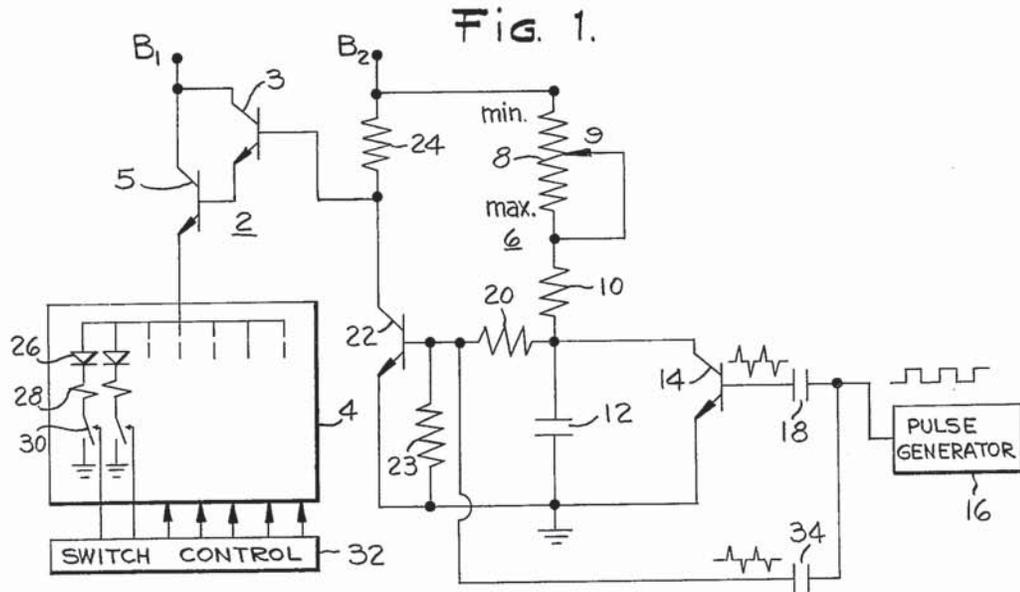 Fig. 1.
B1
B2
3
min.
9
24
8
5
2
max.
6
10
20
22
26
14
28
4
12
18
PULSE
GENERATOR
30
23
16
34
SWITCH CONTROL
32